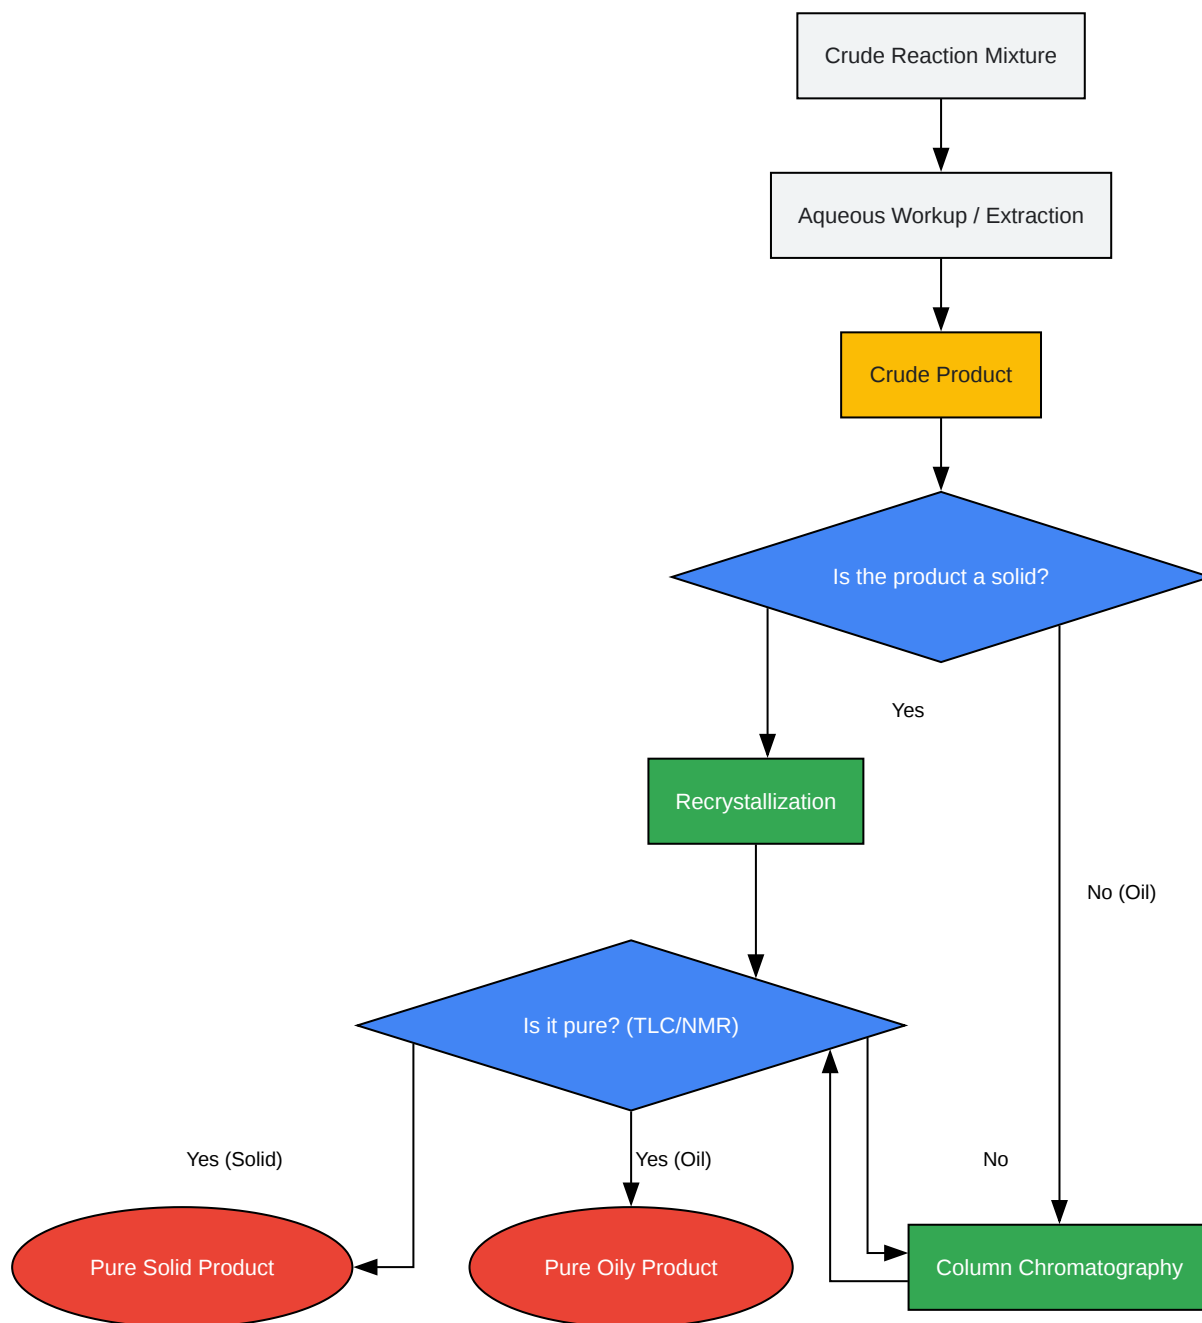 Crude Reaction Mixture
Aqueous Workup / Extraction
Crude Product
Is the product a solid?
Yes
Recrystallization
No (Oil)
Is it pure? (TLC/NMR)
Yes (Solid)
Yes (Oil)
No
Pure Solid Product
Pure Oily Product
Column Chromatography